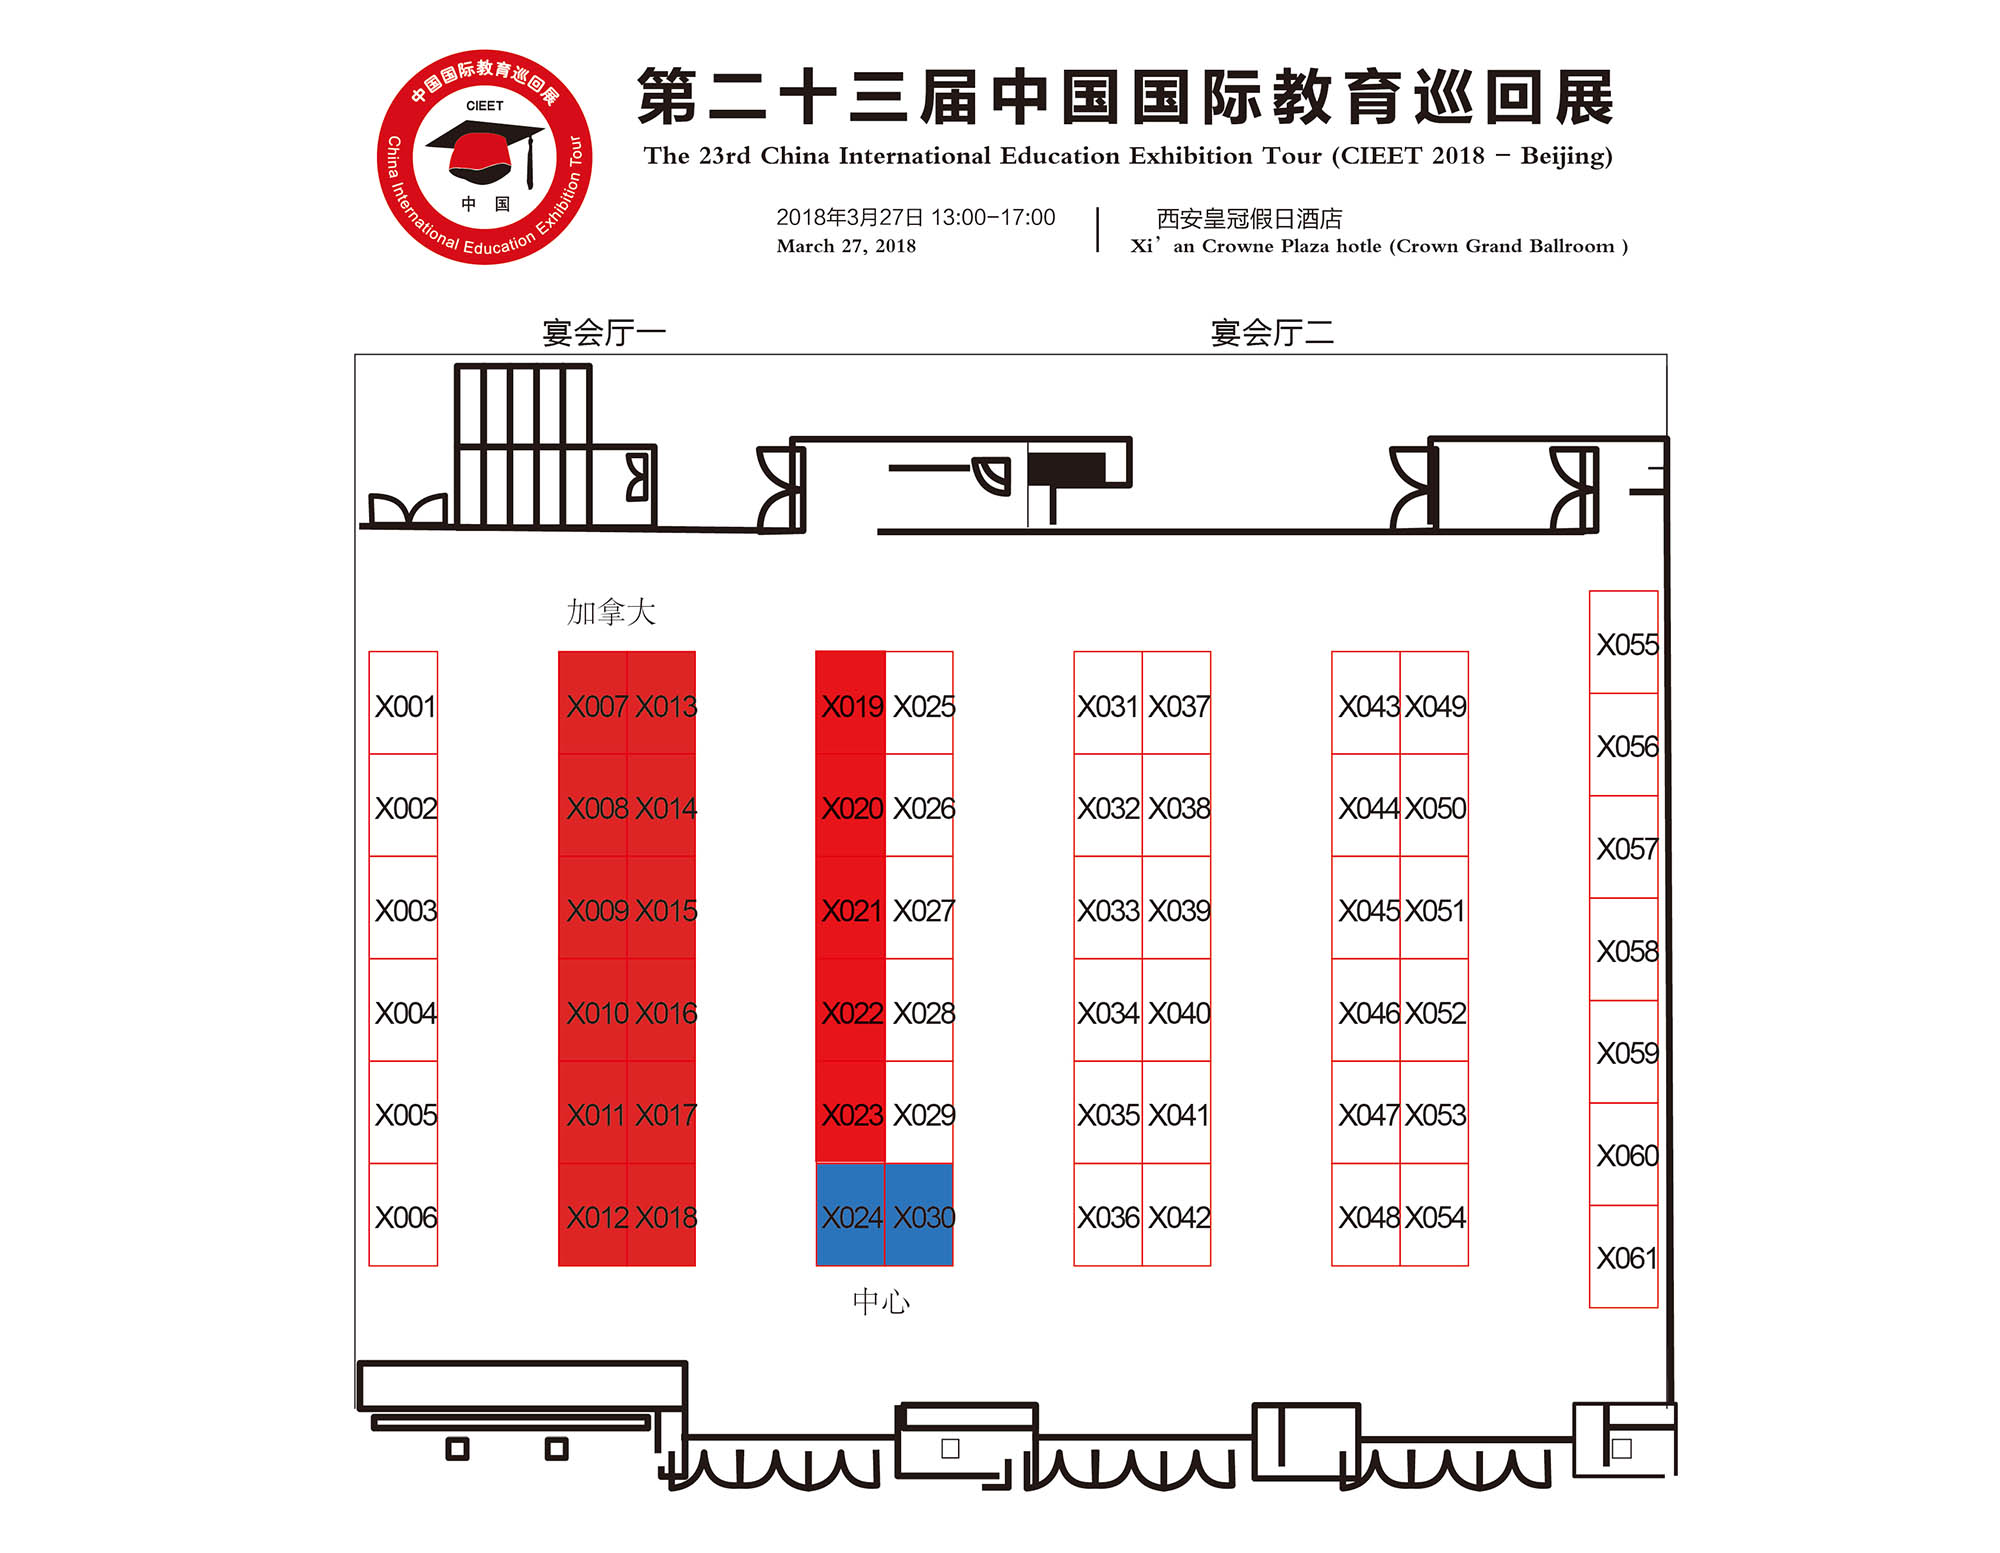 中国国际教育巡回展
CIEET
中 国
China International Education Exhibition Tour
第二十三届中国国际教育巡回展
The 23rd China International Education Exhibition Tour (CIEET 2018 - Beijing)
2018年3月27日 13:00-17:00
March 27, 2018
西安皇冠假日酒店
Xi’an Crowne Plaza hotle (Crown Grand Ballroom )
宴会厅一 宴会厅二
加拿大
X001 X007 X013 X019 X025 X031 X037 X043 X049 X055
X002 X008 X014 X020 X026 X032 X038 X044 X050 X056
X003 X009 X015 X021 X027 X033 X039 X045 X051 X057
X004 X010 X016 X022 X028 X034 X040 X046 X052 X058
X005 X011 X017 X023 X029 X035 X041 X047 X053 X059
X006 X012 X018 X024 X030 X036 X042 X048 X054 X060
X061
中心